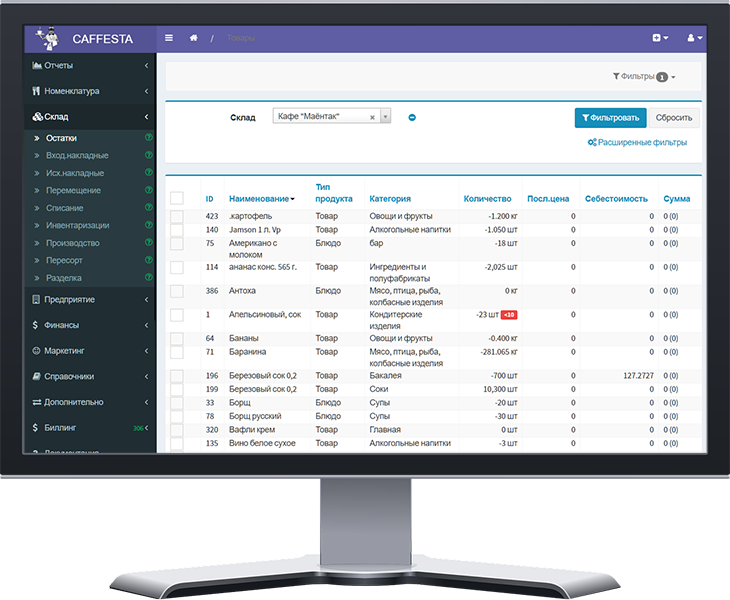 CAFFESTA
/ Товары
Отчеты
Номенклатура
Склад
Остатки
Вход.накладные
Исх.накладные
Перемещение
Списание
Инвентаризации
Производство
Пересорт
Разделка
Предприятие
Финансы
Маркетинг
Справочники
Дополнительно
Биллинг 306
Документация
Фильтры 1
Склад Кафе "Маёнтак" Фильтровать Сбросить
Расширенные фильтры
ID Наименование Тип продукта Категория Количество Посл.цена Себестоимость Сумма
423 .картофель Товар Овощи и фрукты -1.200 кг 0 0 0 (0)
140 Jamson 1 л. Vp Товар Алкогольные напитки -1.050 шт 0 0 0 (0)
75 Американо с молоком Блюдо бар -18 шт 0 0 0 (0)
114 ананас конс. 565 г. Товар Ингредиенты и полуфабрикаты -2,025 шт 0 0 0 (0)
386 Антоха Блюдо Мясо, птица, рыба, колбасные изделия 0 кг 0 0 0 (0)
1 Апельсиновый, сок Товар Кондитерские изделия -23 шт <10 0 0 0 (0)
64 Бананы Товар Овощи и фрукты -0.400 кг 0 0 0 (0)
71 Баранина Товар Мясо, птица, рыба, колбасные изделия -281.065 кг 0 0 0 (0)
196 Березовый сок 0,2 Товар Бакалея -700 шт 0 127.2727 0 (0)
199 Березовый сок 0,2 Товар Соки 10,300 шт 0 0 0 (0)
33 Борщ Блюдо Супы -20 шт 0 0 0 (0)
78 Борщ русский Блюдо Супы -30 шт 0 0 0 (0)
320 Вафли крем Товар Главная 0 шт 0 0 0 (0)
135 Вино белое сухое Товар Алкогольные напитки -3 шт 0 0 0 (0)